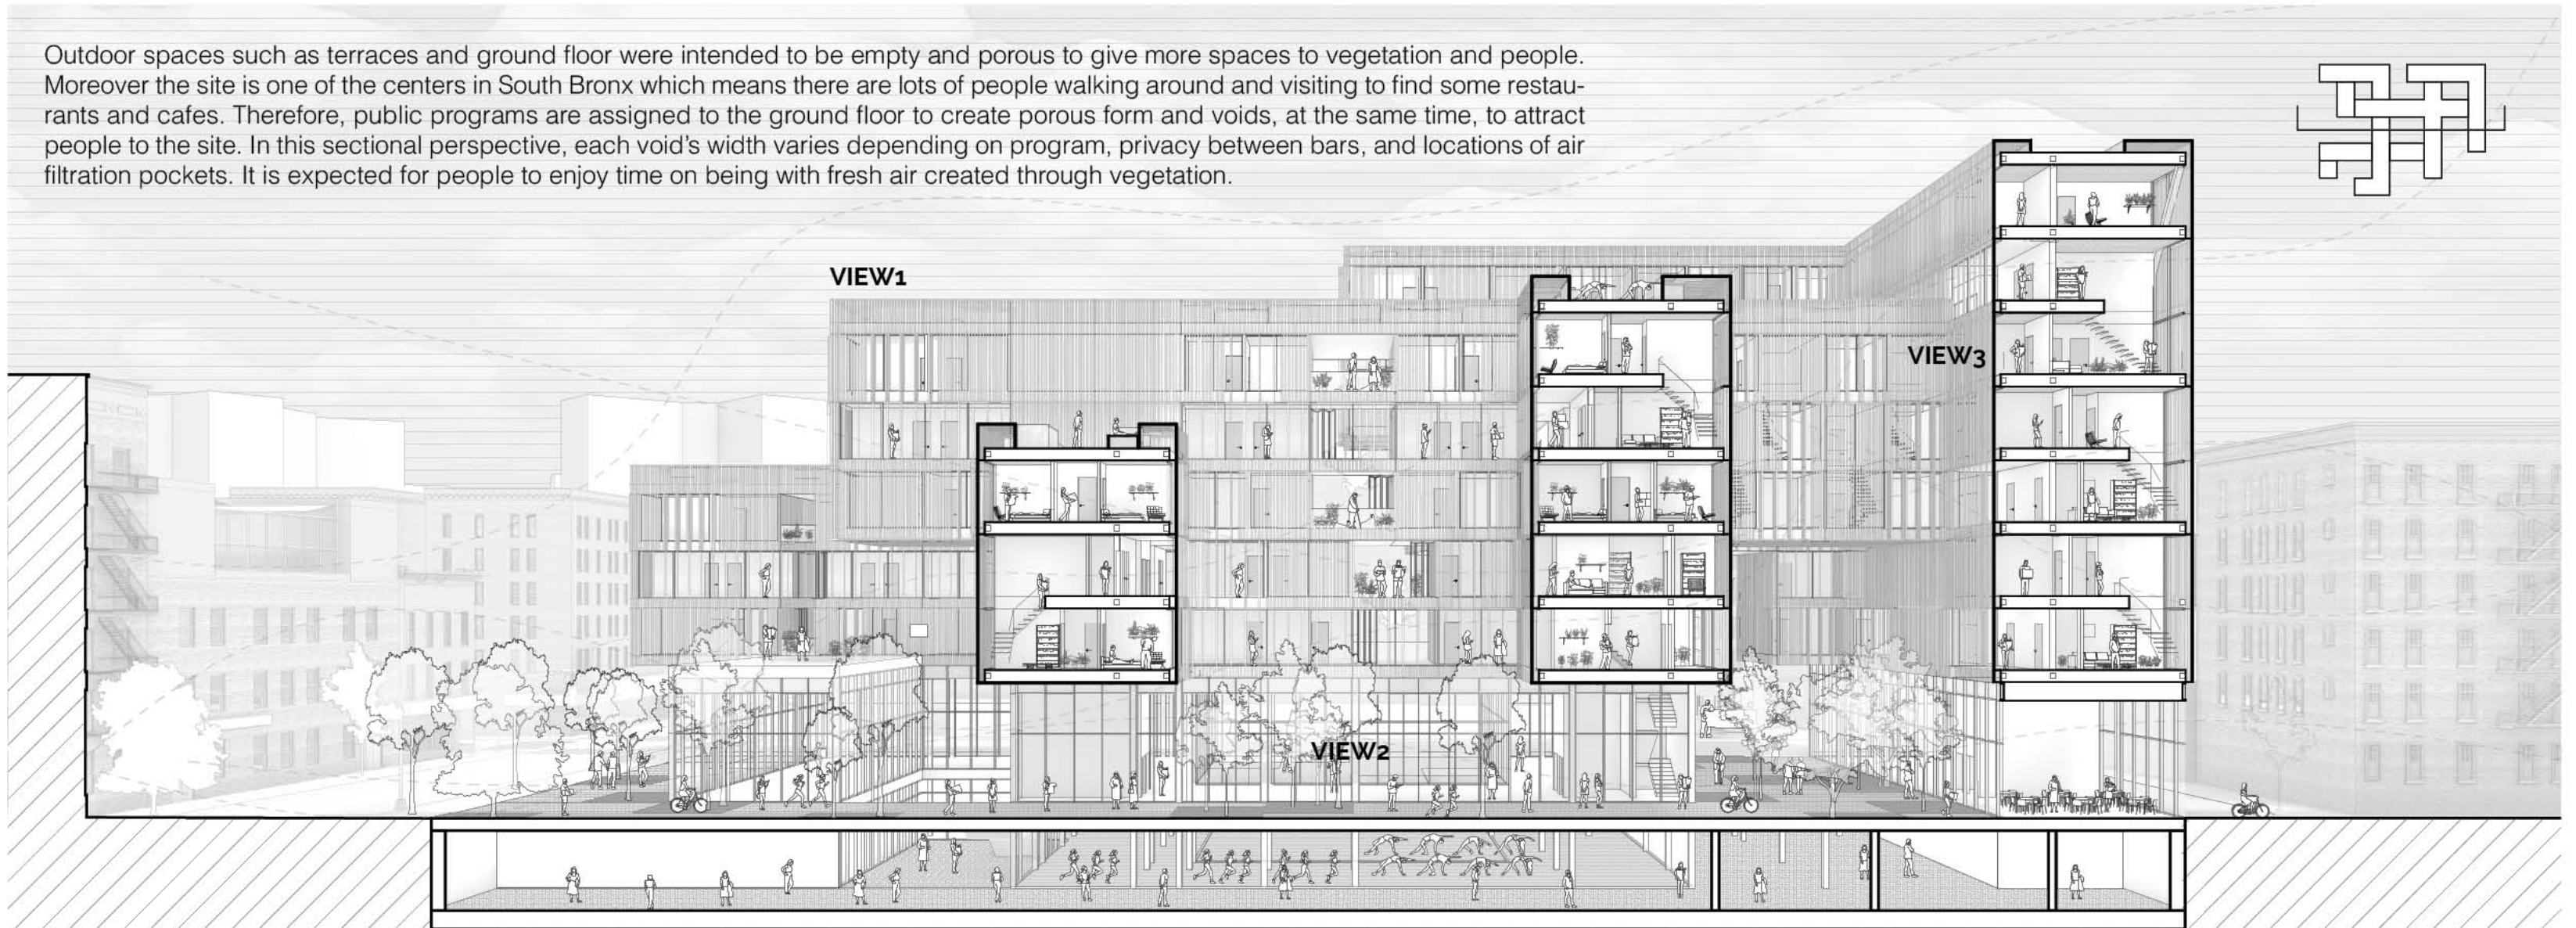 Outdoor spaces such as terraces and ground floor were intended to be empty and porous to give more spaces to vegetation and people.
Moreover the site is one of the centers in South Bronx which means there are lots of people walking around and visiting to find some restau-
rants and cafes. Therefore, public programs are assigned to the ground floor to create porous form and voids, at the same time, to attract
people to the site. In this sectional perspective, each void's width varies depending on program, privacy between bars, and locations of air
filtration pockets. It is expected for people to enjoy time on being with fresh air created through vegetation.
VIEW1
VIEW3
VIEW2